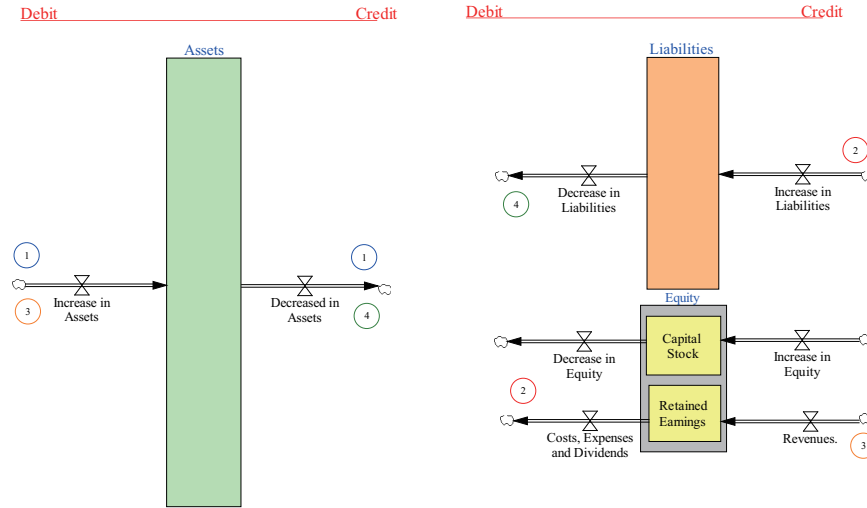 Debit
Credit
Assets
1
1
3
Increase in
Assets
Decreased in
Assets
4
Debit
Credit
Liabilities
2
4
Decrease in
Liabilities
Increase in
Liabilities
Equity
Capital
Stock
Decrease in
Equity
Increase in
Equity
2
Retained
Earnings
Costs, Expenses
and Dividends
Revenues.
3